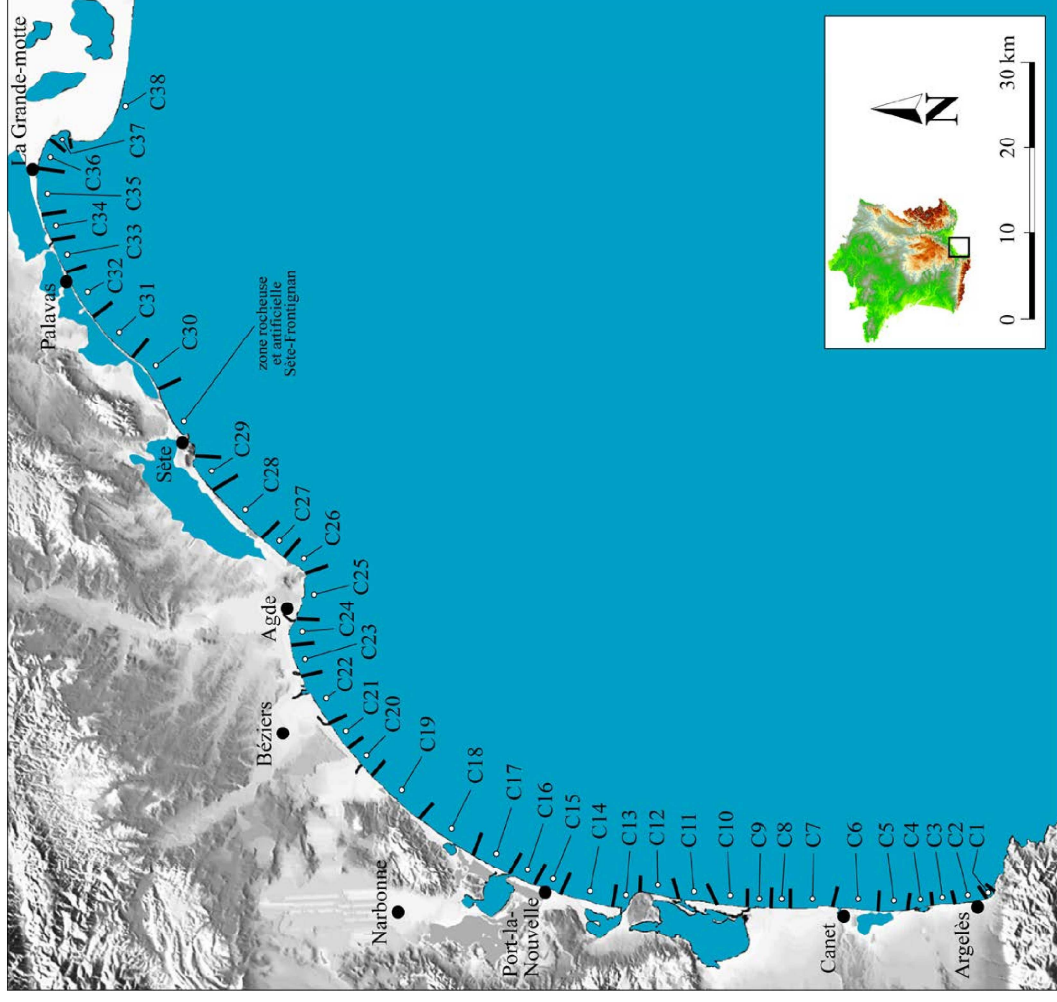 La Grande-motte
Palavas
Sète
Agde
Béziers
Narbonne
Port-la-
Nouvelle
Canet
Argelès
zone rocheuse
et artificielle
Sète-Frontignan
C38
C37
C36
C35
C34
C33
C32
C31
C30
C29
C28
C27
C26
C25
C24
C23
C22
C21
C20
C19
C18
C17
C16
C15
C14
C13
C12
C11
C10
C9
C8
C7
C6
C5
C4
C3
C2
C1
N
0 10 20 30 km